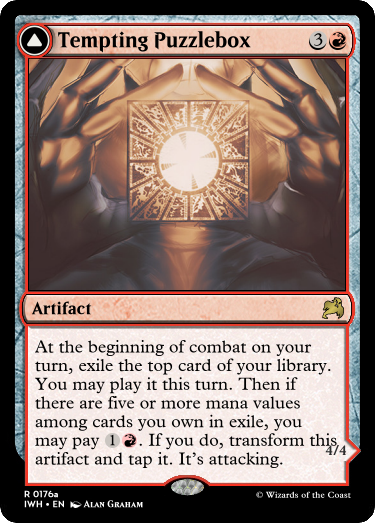 Tempting Puzzlebox 3
Artifact
At the beginning of combat on your
turn, exile the top card of your library.
You may play it this turn. Then if
there are five or more mana values
among cards you own in exile, you
may pay 1 . If you do, transform this
artifact and tap it. It's attacking.
4/4
R 0176a
IWH • EN Alan Graham
© Wizards of the Coast